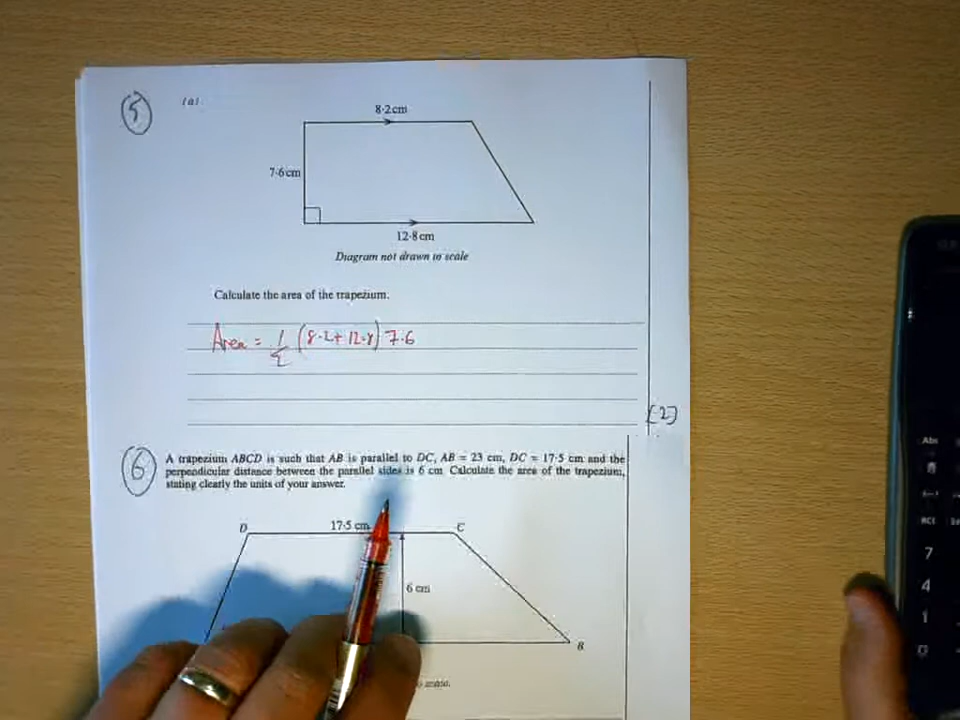 5
(a)
8·2cm
7·6cm
12·8cm
Diagram not drawn to scale
Calculate the area of the trapezium.
Area = 1/2 (8·2+12·8) 7·6
[2]
6
A trapezium ABCD is such that AB is parallel to DC, AB = 23 cm, DC = 17·5 cm and the
perpendicular distance between the parallel sides is 6 cm. Calculate the area of the trapezium,
stating clearly the units of your answer.
D
17·5 cm
C
6 cm
B
scale.
Abs
RCL
7
4
1
0